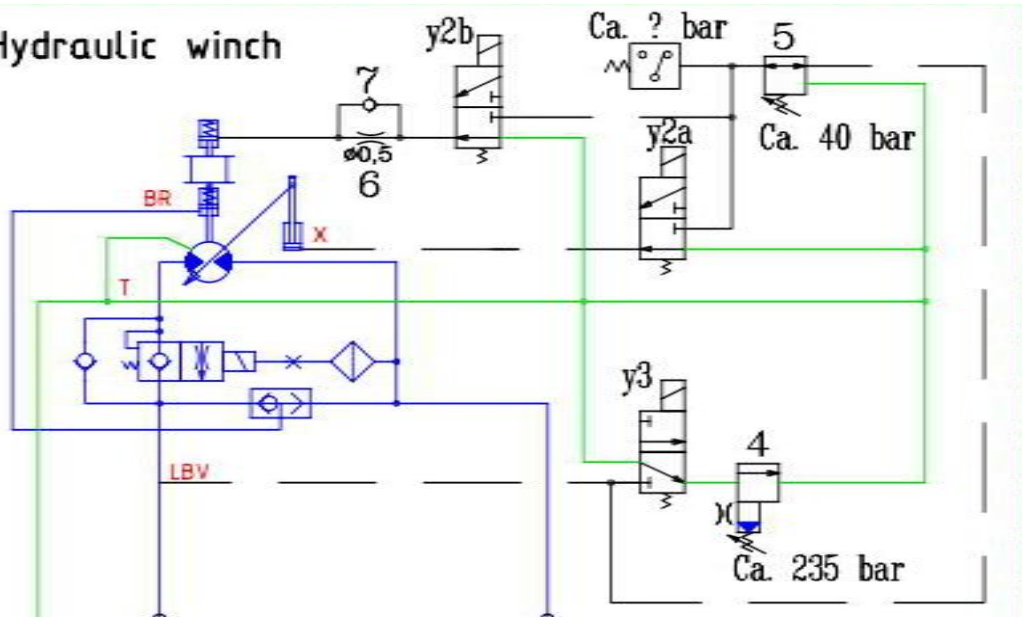 Hydraulic winch
y2b
Ca. ? bar
5
7
y2a
Ca. 40 bar
ø0,5
6
BR
X
T
y3
4
LBV
Ca. 235 bar